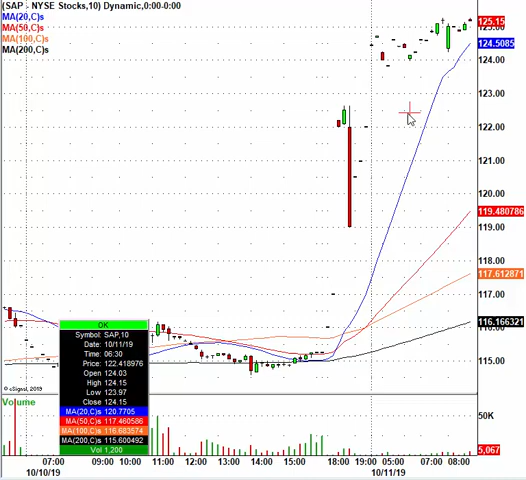 (SAP - NYSE Stocks,10) Dynamic,0:00-0:00
MA(20,C)s
MA(50,C)s
MA(100,C)s
MA(200,C)s
125.15
124.5085
124.00
123.00
122.00
121.00
120.00
119.480786
119.00
118.00
117.612871
117.00
116.166321
115.00
OK
Symbol: SAP,10
Date: 10/11/19
Time: 06:30
Price: 122.418976
Open 124.03
High 124.15
Low 123.97
Close 124.15
MA(20,C)s 120.7705
MA(50,C)s 117.460586
MA(100,C)s 116.683574
MA(200,C)s 115.600492
Vol 1,200
© eSignal, 2019
Volume
50K
5,067
07:00 09:00 10:00 11:00 12:00 13:00 14:00 15:00 18:00 19:00 05:00 07:00 08:00
10/10/19 10/11/19